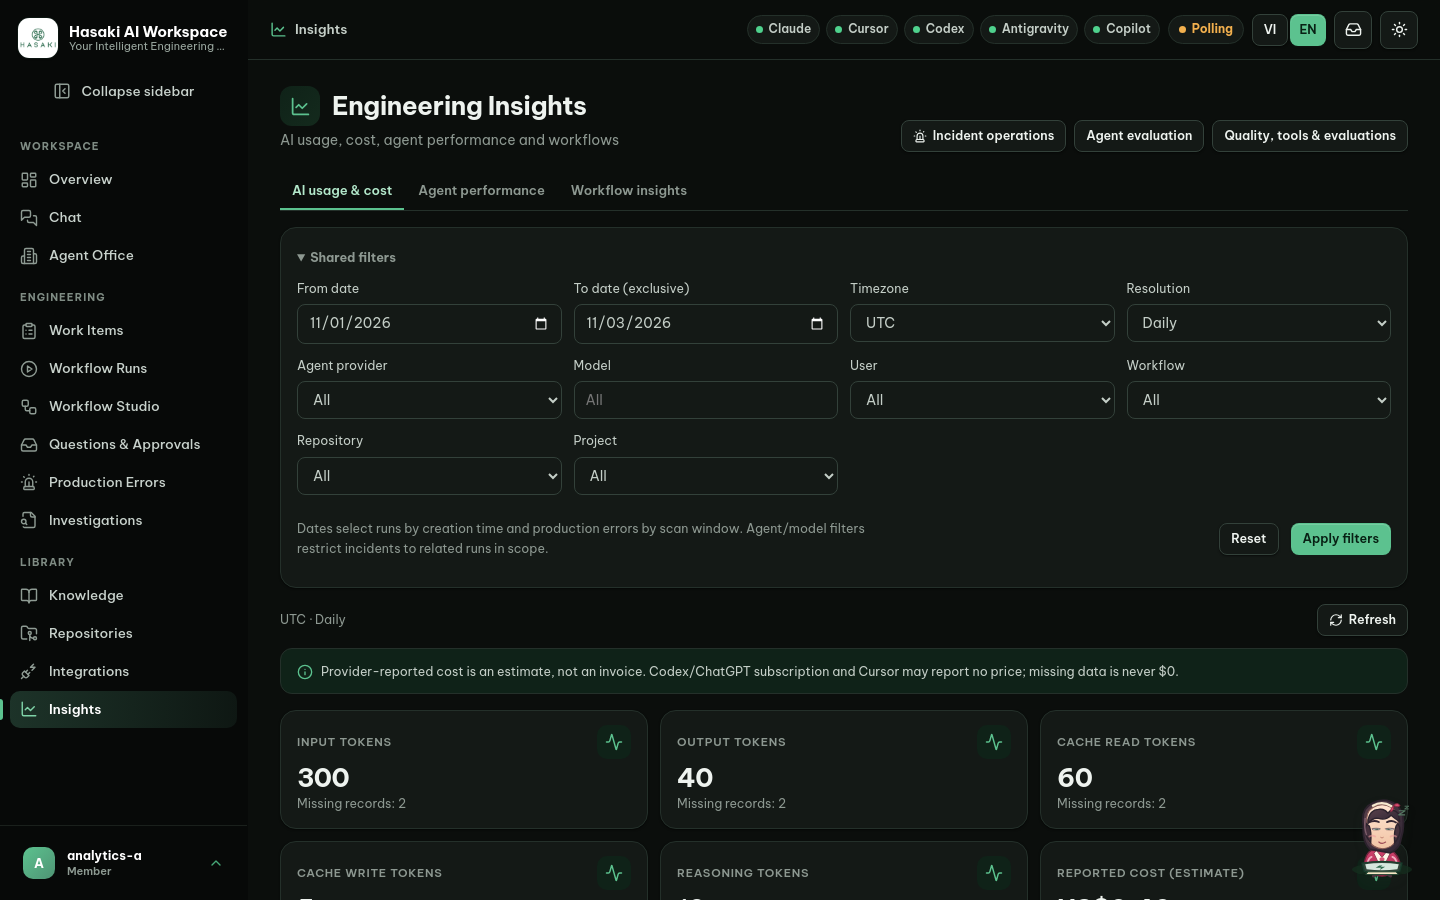 HASAKI
Hasaki AI Workspace
Your Intelligent Engineering ...
Collapse sidebar
WORKSPACE
Overview
Chat
Agent Office
ENGINEERING
Work Items
Workflow Runs
Workflow Studio
Questions & Approvals
Production Errors
Investigations
LIBRARY
Knowledge
Repositories
Integrations
Insights
A
analytics-a
Member
Insights
Claude
Cursor
Codex
Antigravity
Copilot
Polling
VI
EN
Engineering Insights
AI usage, cost, agent performance and workflows
Incident operations
Agent evaluation
Quality, tools & evaluations
AI usage & cost
Agent performance
Workflow insights
Shared filters
From date
To date (exclusive)
Timezone
Resolution
11/01/2026
11/03/2026
UTC
Daily
Agent provider
Model
User
Workflow
All
All
All
All
Repository
Project
All
All
Dates select runs by creation time and production errors by scan window. Agent/model filters
restrict incidents to related runs in scope.
Reset
Apply filters
UTC · Daily
Refresh
Provider-reported cost is an estimate, not an invoice. Codex/ChatGPT subscription and Cursor may report no price; missing data is never $0.
INPUT TOKENS
300
Missing records: 2
OUTPUT TOKENS
40
Missing records: 2
CACHE READ TOKENS
60
Missing records: 2
CACHE WRITE TOKENS
REASONING TOKENS
REPORTED COST (ESTIMATE)